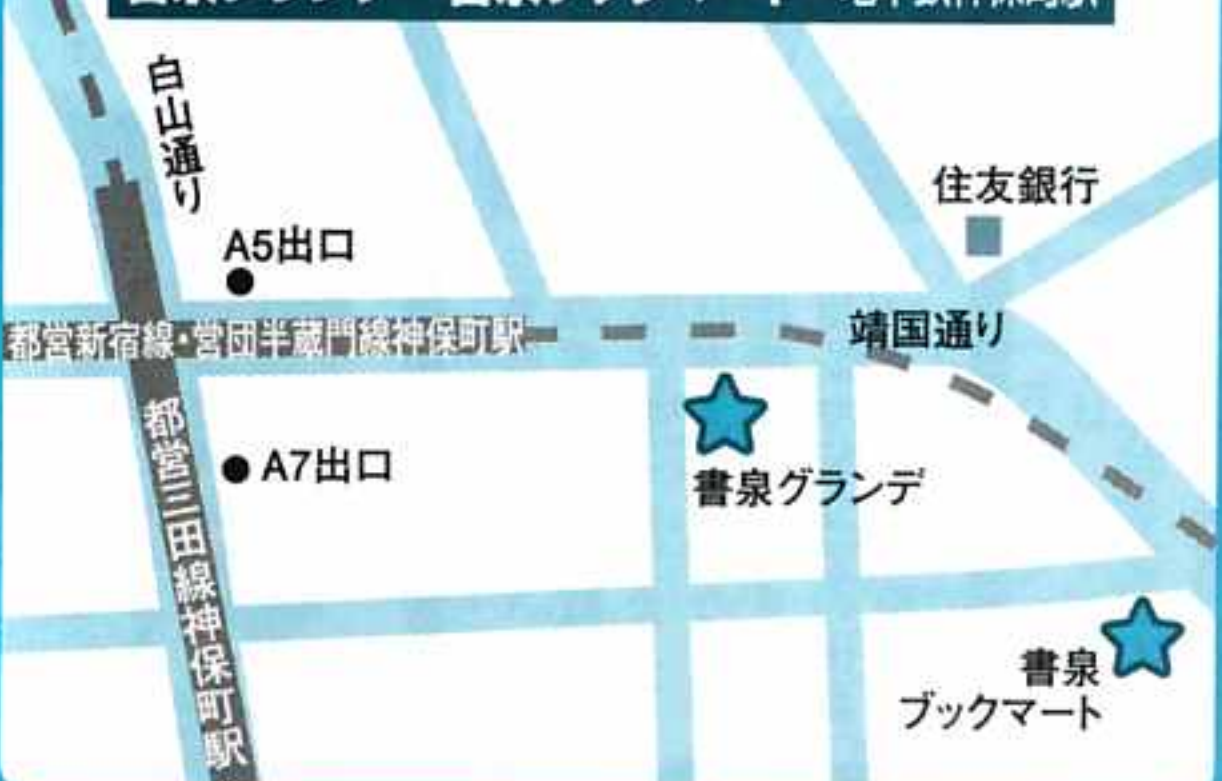 白山通り
住友銀行
A5出口
靖国通り
都営新宿線・営団半蔵門線神保町駅
都営三田線神保町駅
A7出口
書泉グランデ
書泉
ブックマート